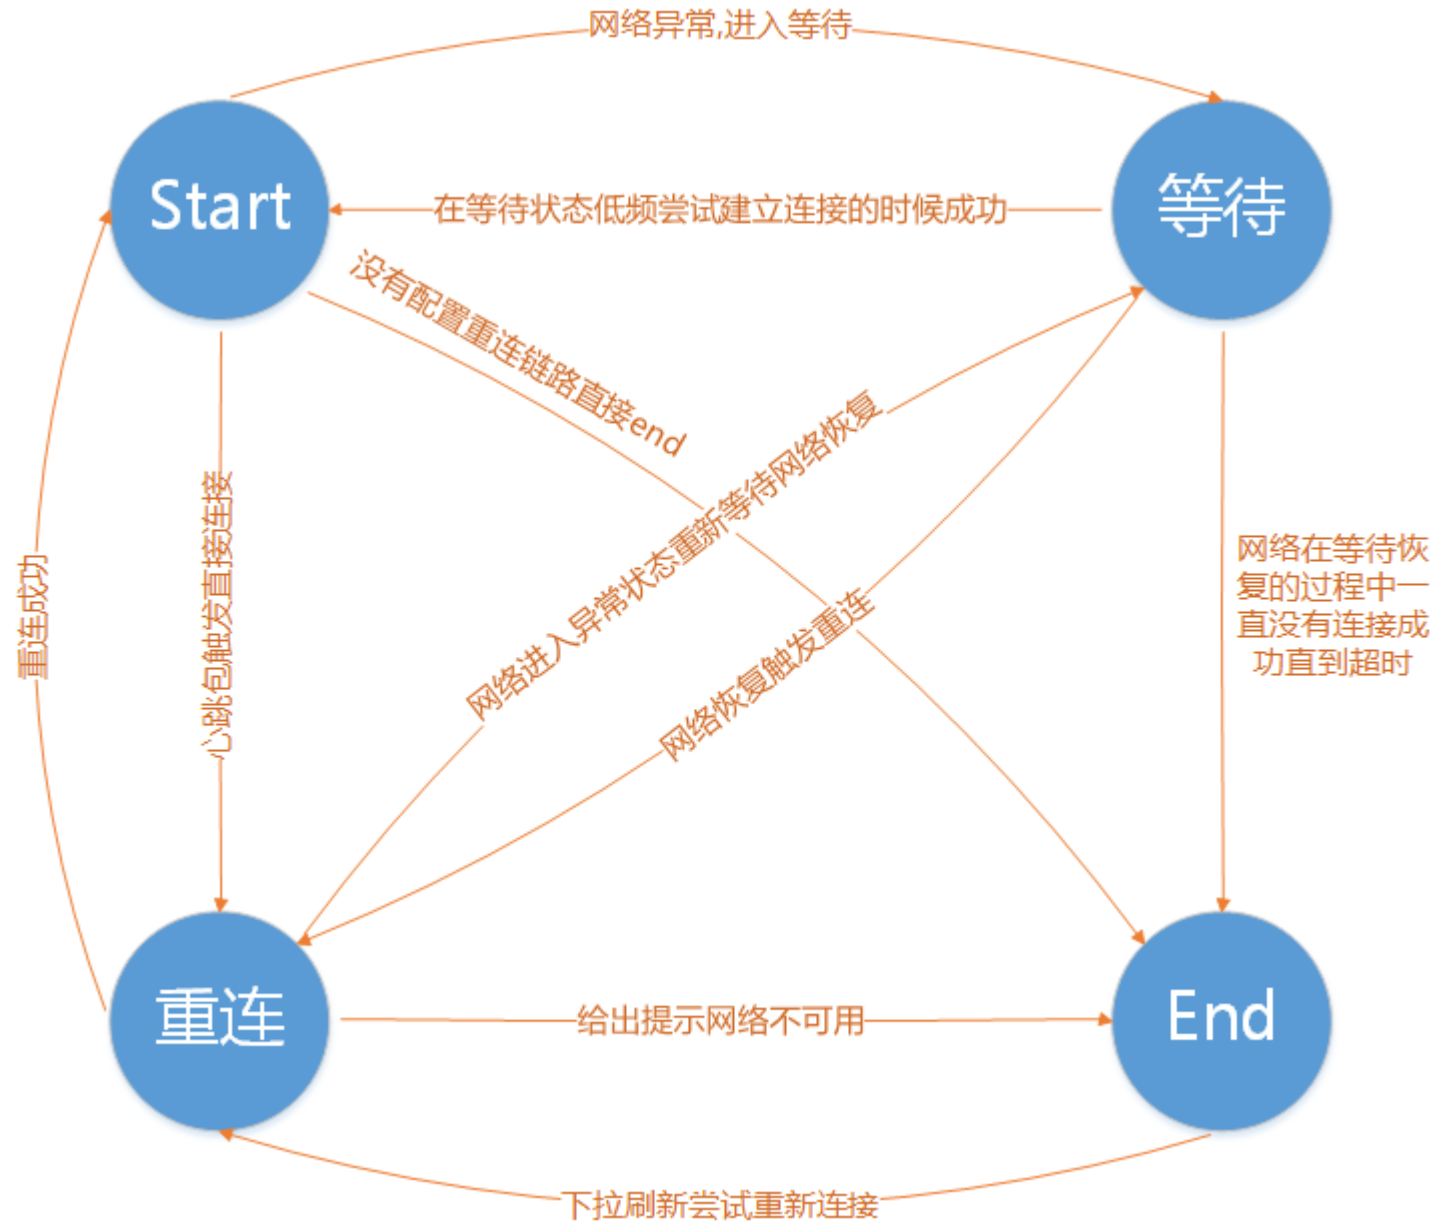 网络异常,进入等待
Start
在等待状态低频尝试建立连接的时候成功
等待
没有配置重连链路直接end
网络进入异常状态重新等待网络恢复
心跳包触发直接连接
重连成功
网络恢复触发重连
网络在等待恢
复的过程中一
直没有连接成
功直到超时
重连
给出提示网络不可用
End
下拉刷新尝试重新连接